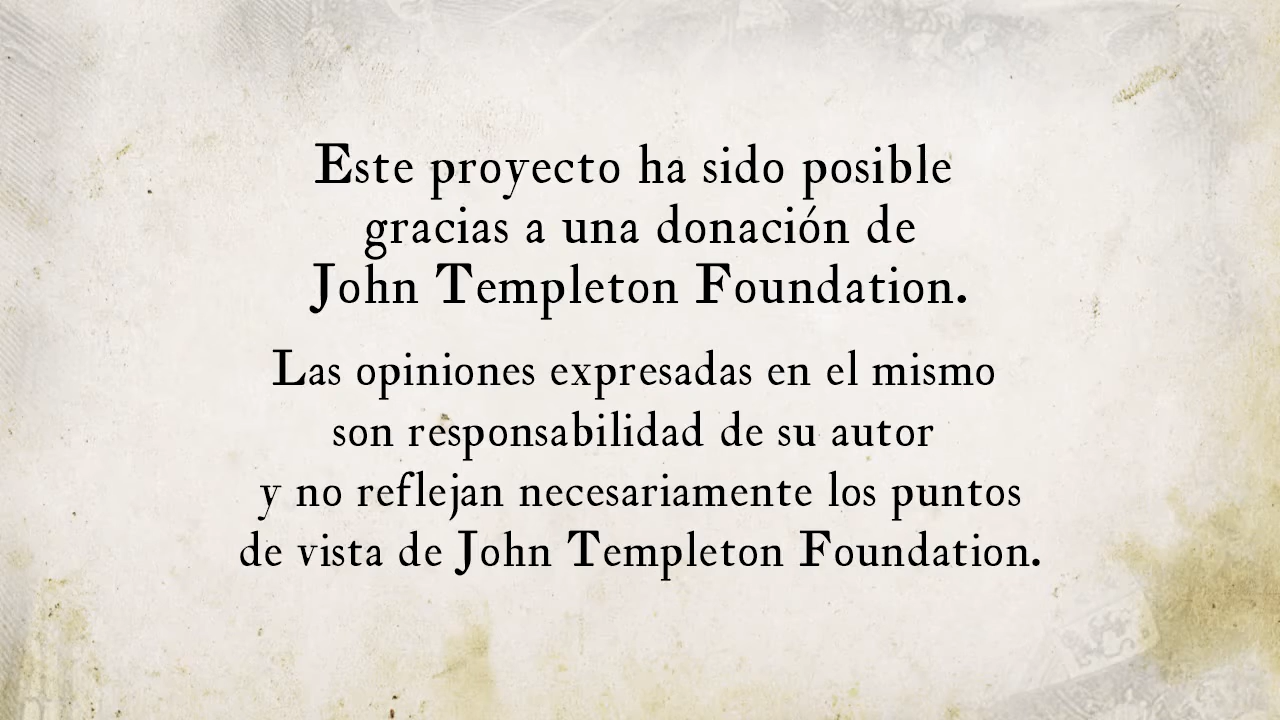 Este proyecto ha sido posible
gracias a una donación de
John Templeton Foundation.
Las opiniones expresadas en el mismo
son responsabilidad de su autor
y no reflejan necesariamente los puntos
de vista de John Templeton Foundation.